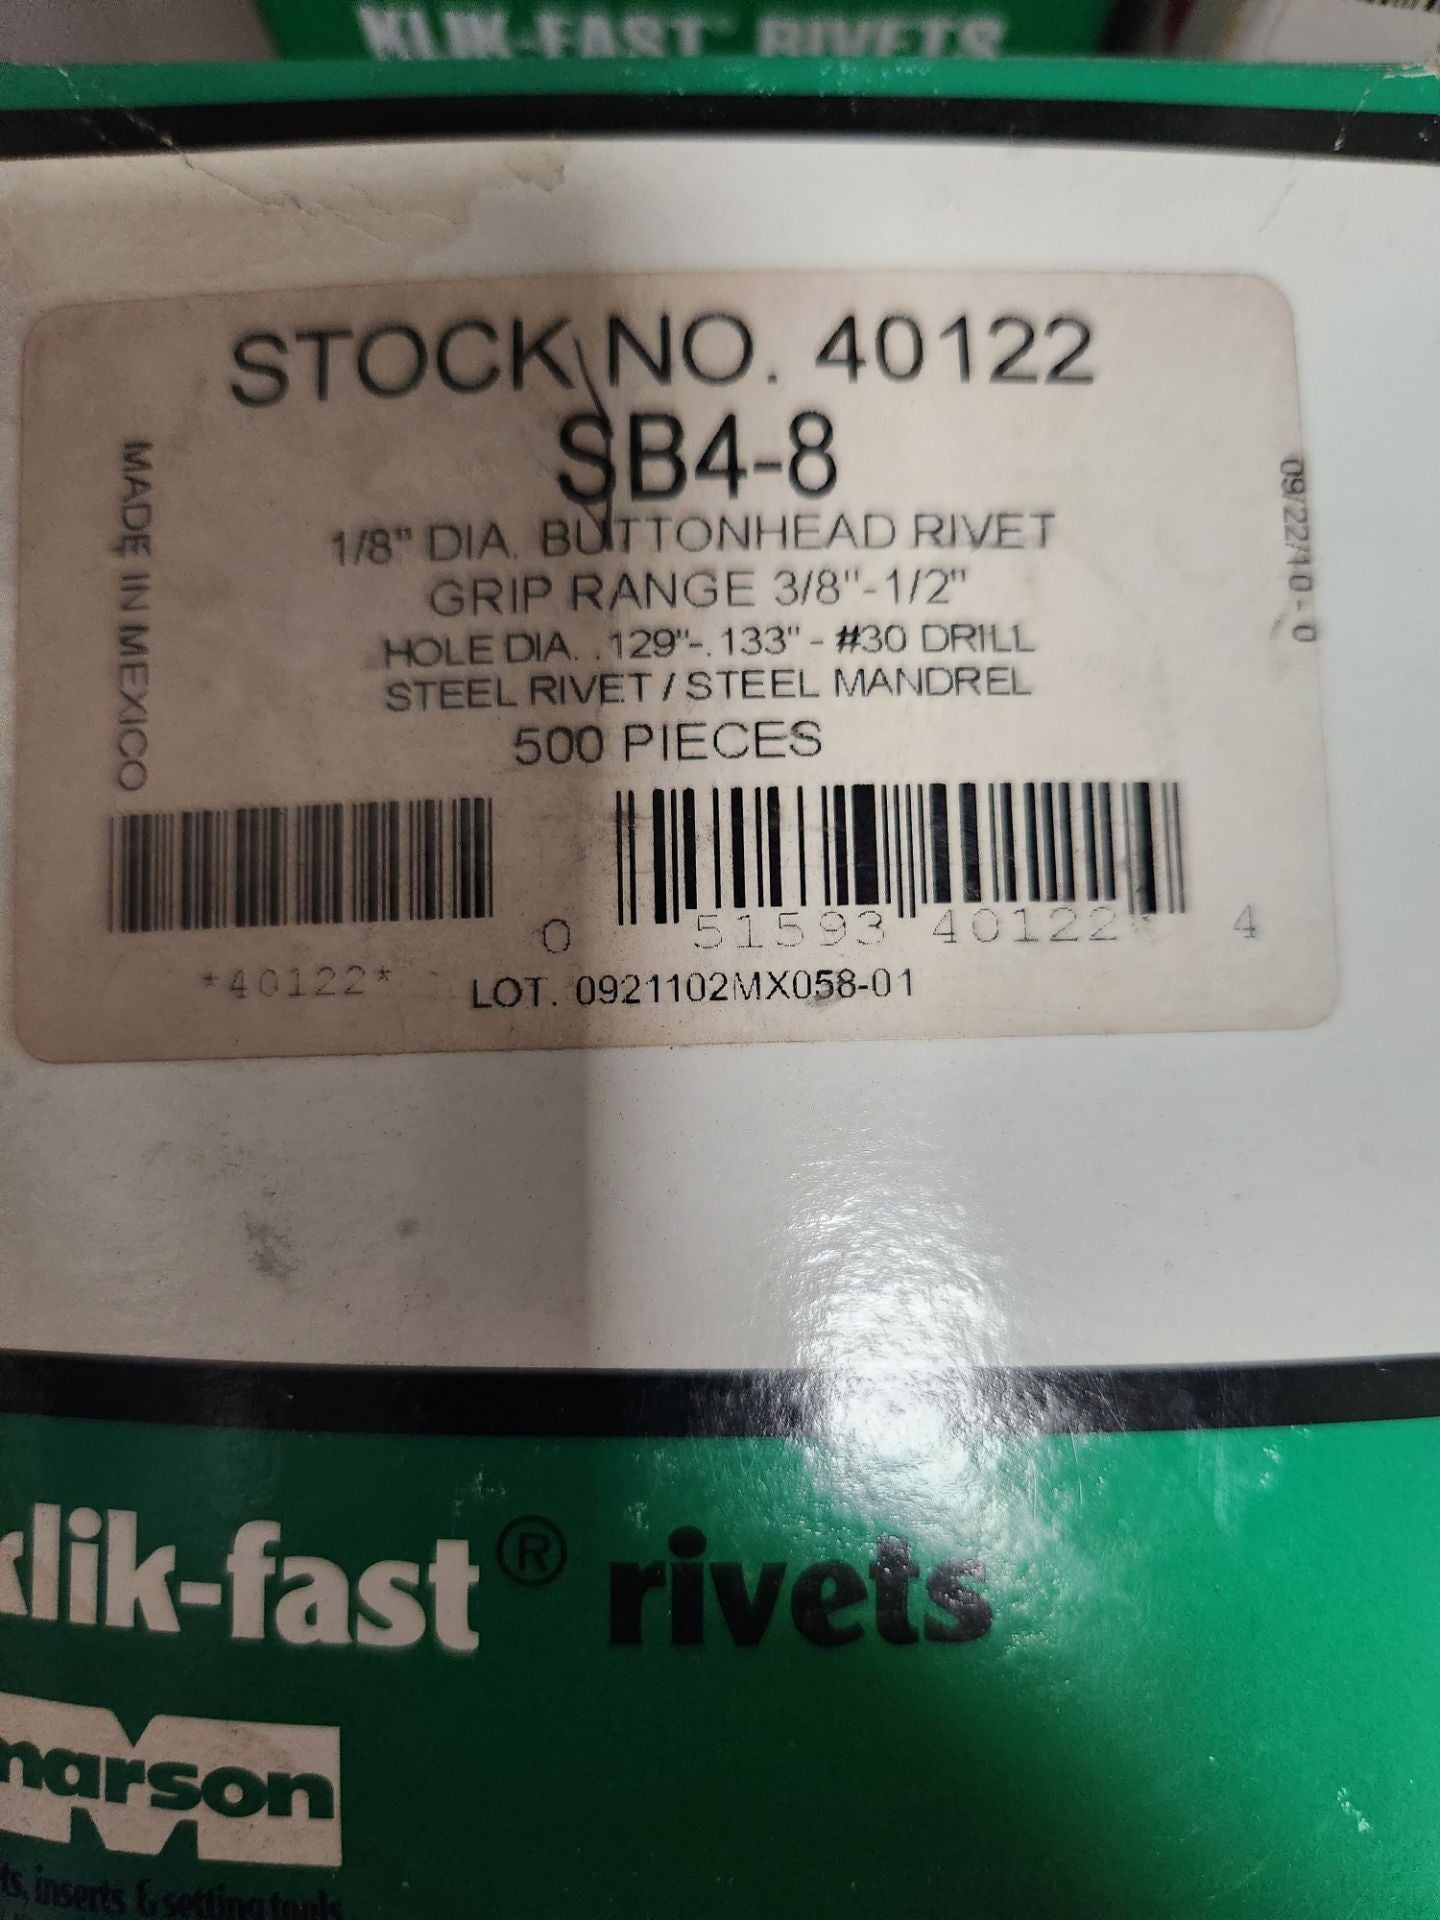 KLIK-FAST RIVETS
STOCK NO. 40122
SB4-8
1/8" DIA. BUTTONHEAD RIVET
GRIP RANGE 3/8"-1/2"
HOLE DIA. .129"-.133" - #30 DRILL
STEEL RIVET / STEEL MANDREL
500 PIECES
MADE IN MEXICO
09/22/10 - 0
0 51593 40122 4
*40122*
LOT. 0921102MX058-01
klik-fast® rivets
marson
inserts & setting tools